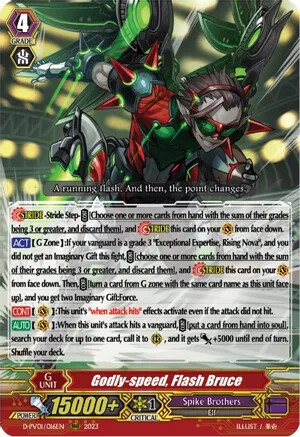 4
GRADE
A running flash. And then, the point changes.
STRIDE -Stride Step- [Choose one or more cards from hand with the sum of their grades
being 3 or greater, and discard them], and STRIDE this card on your from face down.
ACT [G Zone]:If your vanguard is a grade 3 "Exceptional Expertise, Rising Nova", and you
did not get an Imaginary Gift this fight, [Choose one or more cards from hand with the sum
of their grades being 3 or greater, and discard them], and STRIDE this card on your
from face down. Then, [turn a card from G zone with the same card name as this unit face
up], and you get two Imaginary Gift:Force.
CONT :This unit's "when attack hits" effects activate even if the attack did not hit.
AUTO :When this unit's attack hits a vanguard, [put a card from hand into soul],
search your deck for up to one card, call it to , and it gets +5000 until end of turn.
Shuffle your deck.
G
UNIT
Godly-speed, Flash Bruce
POWER
15000+
1
CRITICAL
Spike Brothers
Elf
D-PV01/016EN RRR 2023
ILLUST /